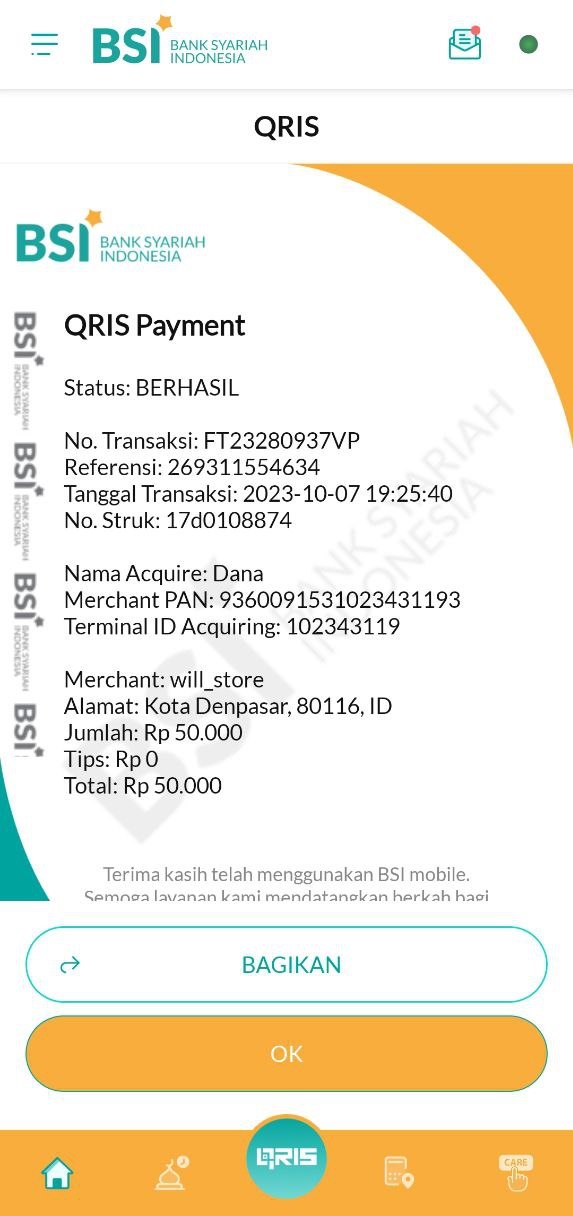 BSI BANK SYARIAH
INDONESIA
QRIS
BSI BANK SYARIAH
INDONESIA
QRIS Payment
Status: BERHASIL
No. Transaksi: FT23280937VP
Referensi: 269311554634
Tanggal Transaksi: 2023-10-07 19:25:40
No. Struk: 17d0108874
Nama Acquire: Dana
Merchant PAN: 9360091531023431193
Terminal ID Acquiring: 102343119
Merchant: will_store
Alamat: Kota Denpasar, 80116, ID
Jumlah: Rp 50.000
Tips: Rp 0
Total: Rp 50.000
BSI BANK SYARIAH
INDONESIA
BSI BANK SYARIAH
INDONESIA
BSI BANK SYARIAH
INDONESIA
BSI
BSI BANK SYARIAH
INDONESIA
Terima kasih telah menggunakan BSI mobile.
Semoga layanan kami mendatangkan berkah bagi
BAGIKAN
OK
QRIS
CARE